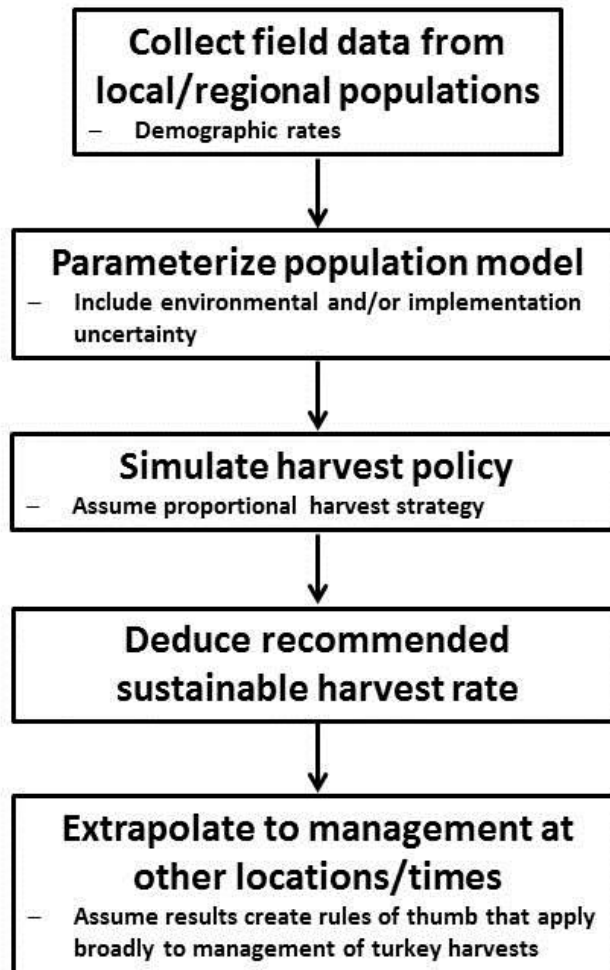 Collect field data from
local/regional populations
– Demographic rates
Parameterize population model
– Include environmental and/or implementation
uncertainty
Simulate harvest policy
– Assume proportional harvest strategy
Deduce recommended
sustainable harvest rate
Extrapolate to management at
other locations/times
– Assume results create rules of thumb that apply
broadly to management of turkey harvests